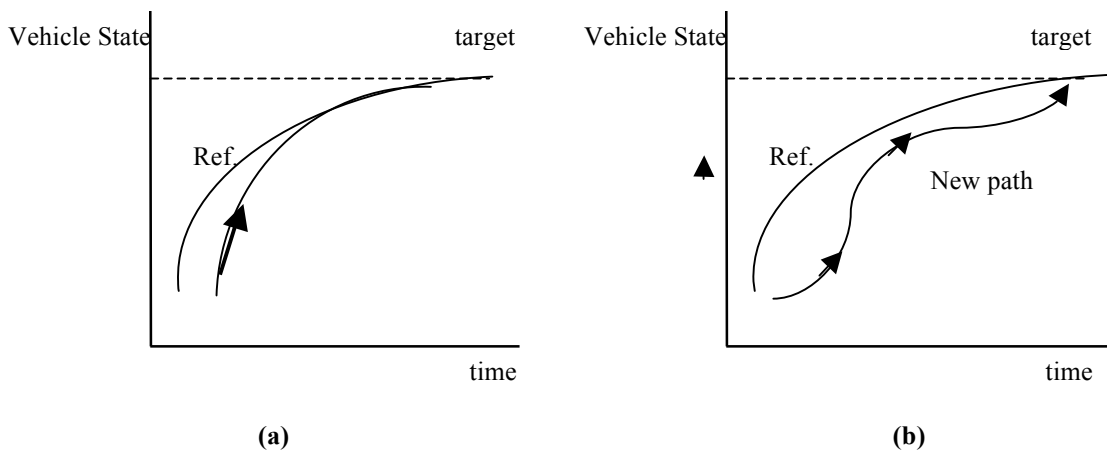 Vehicle State
target
Ref.
time
(a)
Vehicle State
target
Ref.
New path
time
(b)